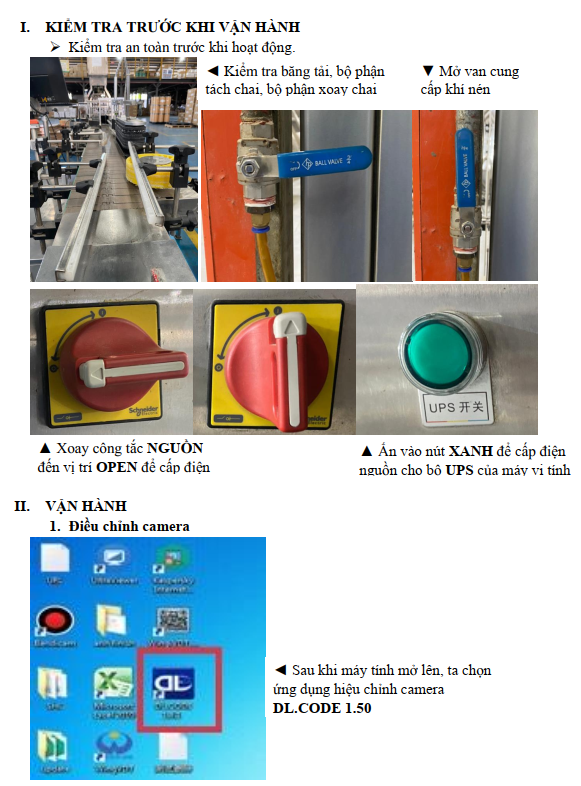 I. KIỂM TRA TRƯỚC KHI VẬN HÀNH
➢ Kiểm tra an toàn trước khi hoạt động.
◄ Kiểm tra băng tải, bộ phận
tách chai, bộ phận xoay chai
▼ Mở van cung
cấp khí nén
BALL VALVE
BALL VALVE
Schneider
UPS 开关
▲ Xoay công tắc NGUỒN
đến vị trí OPEN để cấp điện
▲ Ấn vào nút XANH để cấp điện
nguồn cho bộ UPS của máy vi tính
II. VẬN HÀNH
1. Điều chỉnh camera
◄ Sau khi máy tính mở lên, ta chọn
ứng dụng hiệu chỉnh camera
DL.CODE 1.50